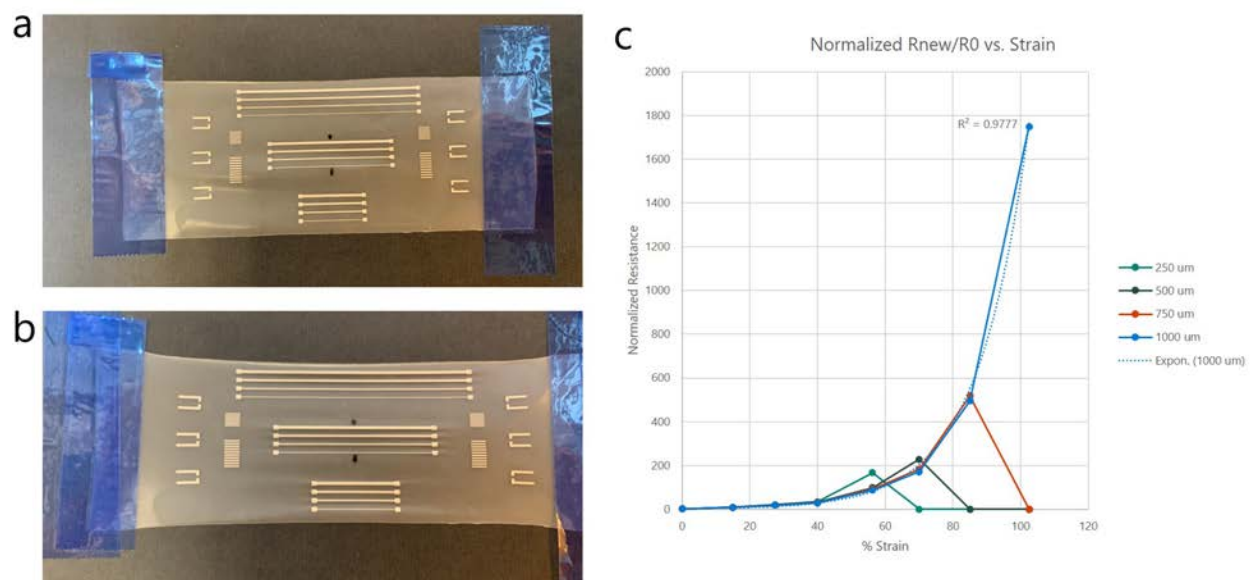 a
b
c
Normalized Rnew/R0 vs. Strain
Normalized Resistance
2000
1800
1600
1400
1200
1000
800
600
400
200
0
R² = 0.9777
0 20 40 60 80 100 120
% Strain
250 um
500 um
750 um
1000 um
Expon. (1000 um)